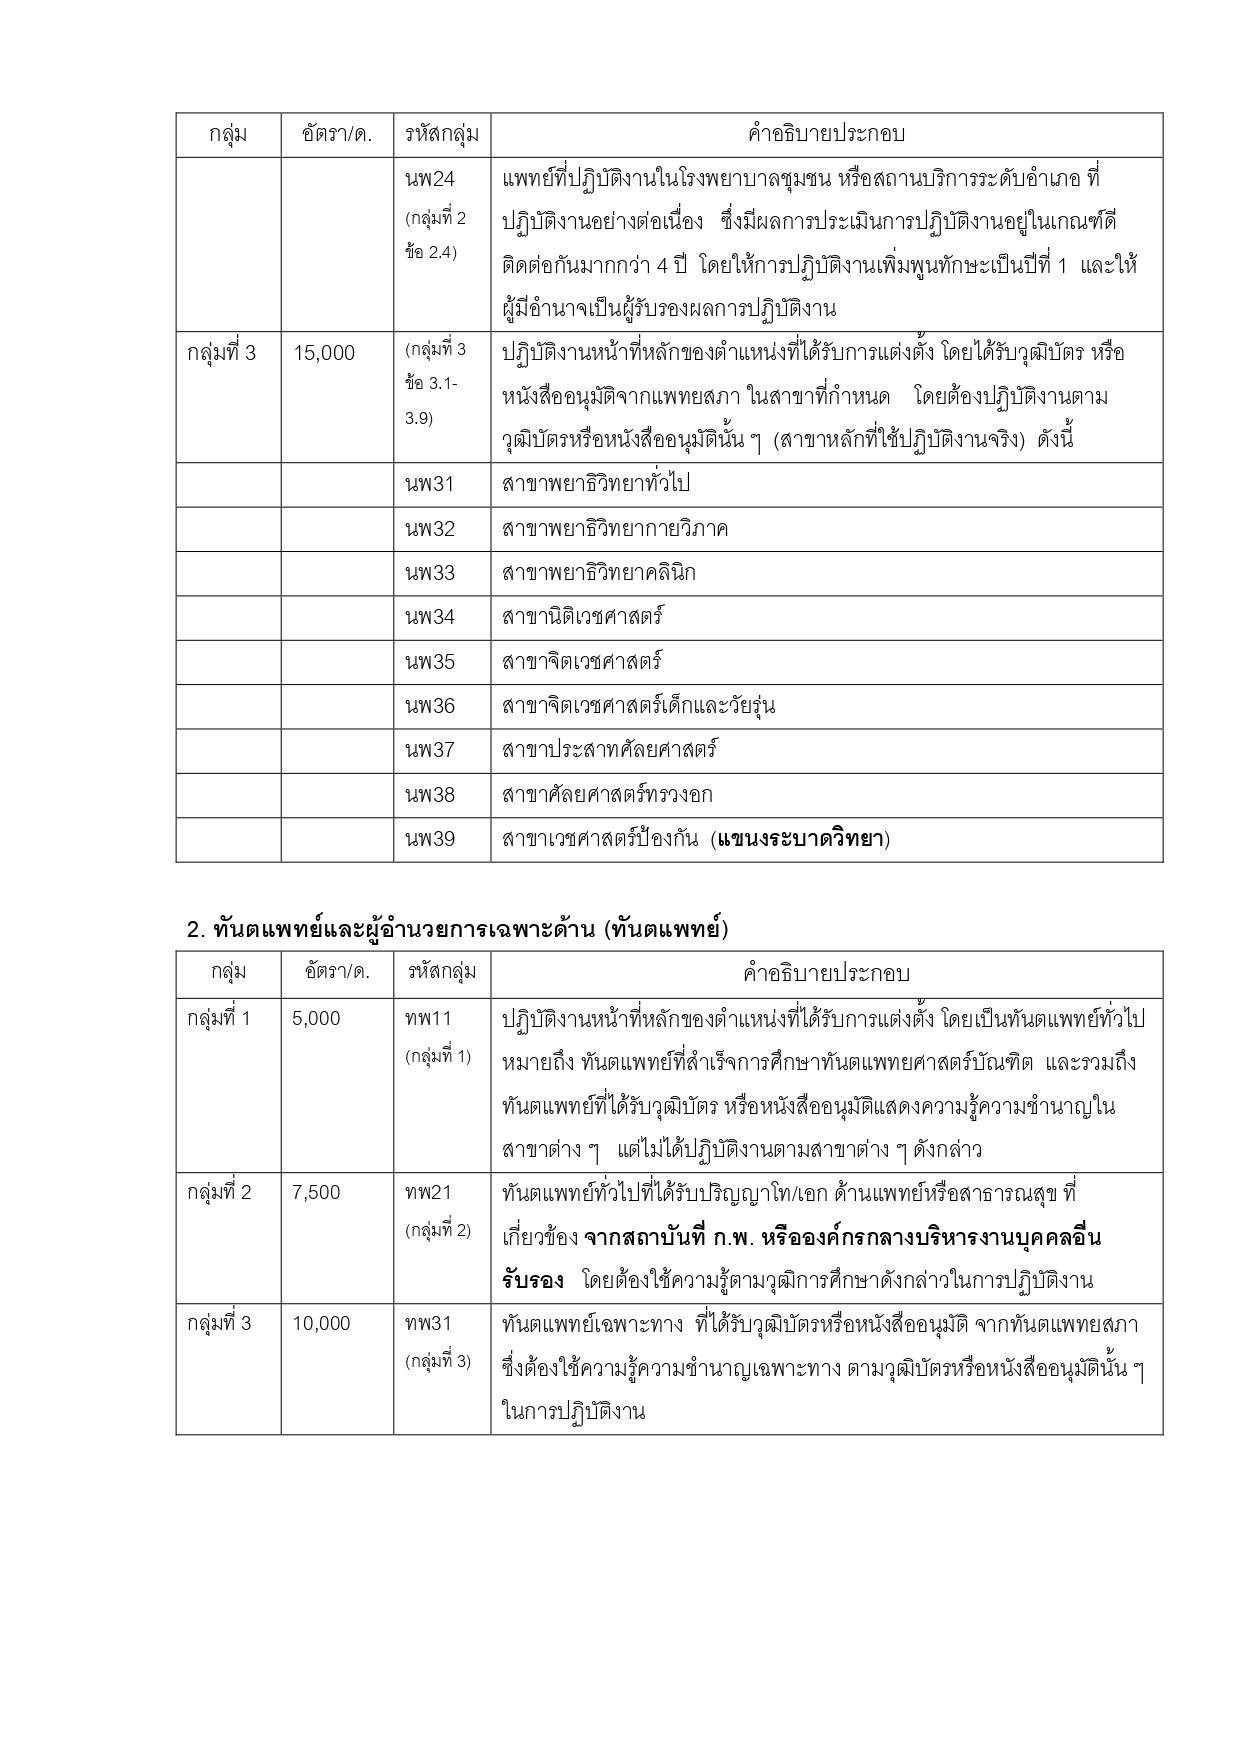 กลุ่ม อัตรา/ด. รหัสกลุ่ม คำอธิบายประกอบ
นพ24 แพทย์ที่ปฏิบัติงานในโรงพยาบาลชุมชน หรือสถานบริการระดับอำเภอ ที่
(กลุ่มที่ 2 ปฏิบัติงานอย่างต่อเนื่อง ซึ่งมีผลการประเมินการปฏิบัติงานอยู่ในเกณฑ์ดี
ข้อ 2.4) ติดต่อกันมากกว่า 4 ปี โดยให้การปฏิบัติงานเพิ่มพูนทักษะเป็นปีที่ 1 และให้
ผู้มีอำนาจเป็นผู้รับรองผลการปฏิบัติงาน
กลุ่มที่ 3 15,000 (กลุ่มที่ 3 ปฏิบัติงานหน้าที่หลักของตำแหน่งที่ได้รับการแต่งตั้ง โดยได้รับวุฒิบัตร หรือ
ข้อ 3.1- หนังสืออนุมัติจากแพทยสภา ในสาขาที่กำหนด โดยต้องปฏิบัติงานตาม
3.9) วุฒิบัตรหรือหนังสืออนุมัตินั้น ๆ (สาขาหลักที่ใช้ปฏิบัติงานจริง) ดังนี้
นพ31 สาขาพยาธิวิทยาทั่วไป
นพ32 สาขาพยาธิวิทยากายวิภาค
นพ33 สาขาพยาธิวิทยาคลินิก
นพ34 สาขานิติเวชศาสตร์
นพ35 สาขาจิตเวชศาสตร์
นพ36 สาขาจิตเวชศาสตร์เด็กและวัยรุ่น
นพ37 สาขาประสาทศัลยศาสตร์
นพ38 สาขาศัลยศาสตร์ทรวงอก
นพ39 สาขาเวชศาสตร์ป้องกัน (แขนงระบาดวิทยา)
2. ทันตแพทย์และผู้อำนวยการเฉพาะด้าน (ทันตแพทย์)
กลุ่ม อัตรา/ด. รหัสกลุ่ม คำอธิบายประกอบ
กลุ่มที่ 1 5,000 ทพ11 ปฏิบัติงานหน้าที่หลักของตำแหน่งที่ได้รับการแต่งตั้ง โดยเป็นทันตแพทย์ทั่วไป
(กลุ่มที่ 1) หมายถึง ทันตแพทย์ที่สำเร็จการศึกษาทันตแพทยศาสตร์บัณฑิต และรวมถึง
ทันตแพทย์ที่ได้รับวุฒิบัตร หรือหนังสืออนุมัติแสดงความรู้ความชำนาญใน
สาขาต่าง ๆ แต่ไม่ได้ปฏิบัติงานตามสาขาต่าง ๆ ดังกล่าว
กลุ่มที่ 2 7,500 ทพ21 ทันตแพทย์ทั่วไปที่ได้รับปริญญาโท/เอก ด้านแพทย์หรือสาธารณสุข ที่
(กลุ่มที่ 2) เกี่ยวข้อง จากสถาบันที่ ก.พ. หรือองค์กรกลางบริหารงานบุคคลอื่น
รับรอง โดยต้องใช้ความรู้ตามวุฒิการศึกษาดังกล่าวในการปฏิบัติงาน
กลุ่มที่ 3 10,000 ทพ31 ทันตแพทย์เฉพาะทาง ที่ได้รับวุฒิบัตรหรือหนังสืออนุมัติ จากทันตแพทยสภา
(กลุ่มที่ 3) ซึ่งต้องใช้ความรู้ความชำนาญเฉพาะทาง ตามวุฒิบัตรหรือหนังสืออนุมัตินั้น ๆ
ในการปฏิบัติงาน